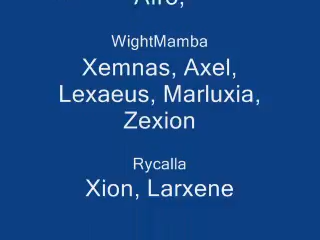 WightMamba
Xemnas, Axel,
Lexaeus, Marluxia,
Zexion
Rycalla
Xion, Larxene